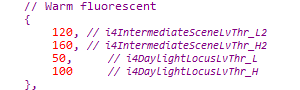 // Warm fluorescent
{
120, // i4IntermediateSceneLvThr_L2
160, // i4IntermediateSceneLvThr_H2
50, // i4DaylightLocusLvThr_L
100 // i4DaylightLocusLvThr_H
},